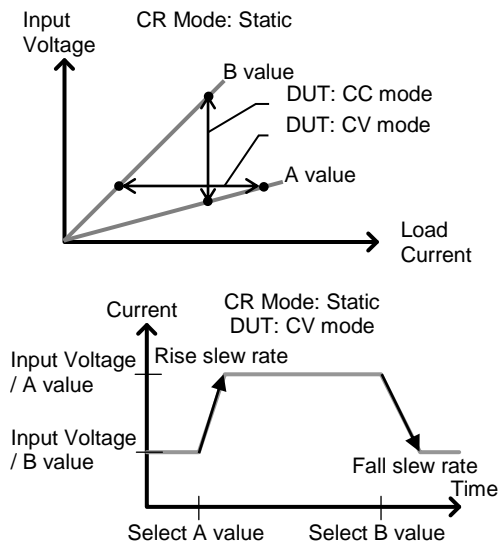 Input
Voltage
CR Mode: Static
B value
DUT: CC mode
DUT: CV mode
A value
Load
Current
CR Mode: Static
DUT: CV mode
Current
Input Voltage
/ A value
Rise slew rate
Input Voltage
/ B value
Fall slew rate
Time
Select A value
Select B value